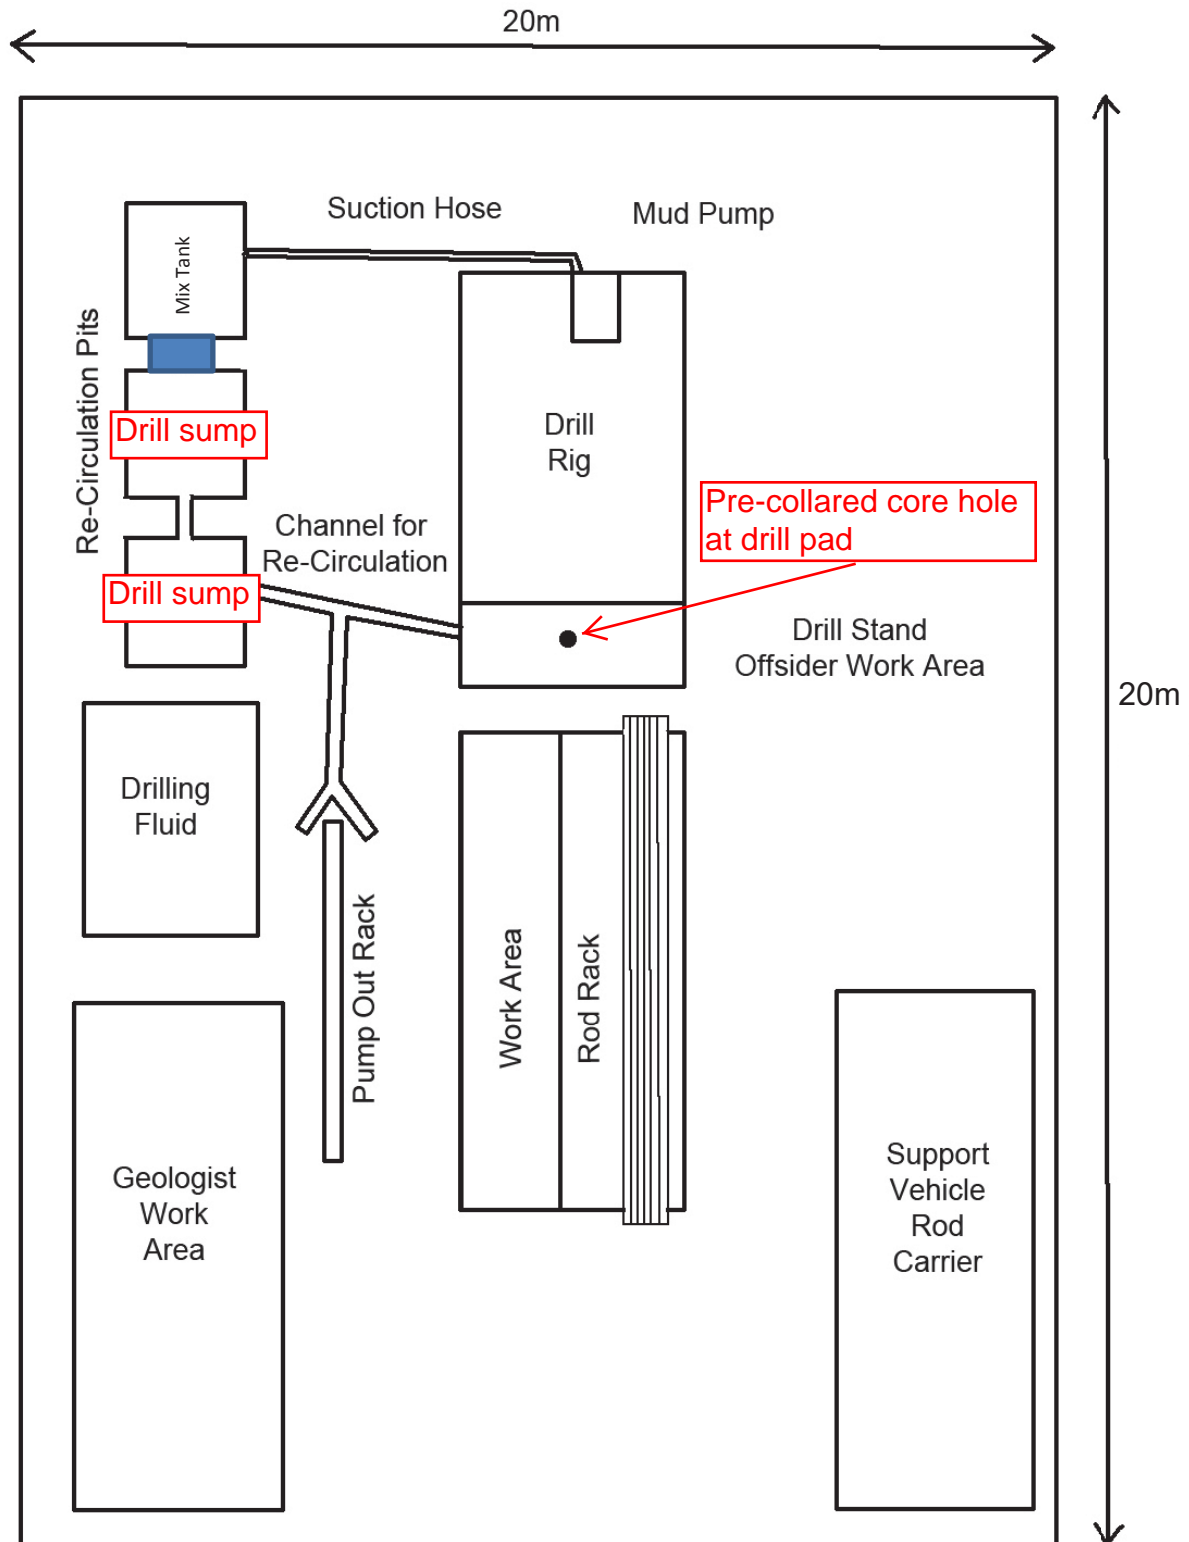 20m
Suction Hose
Mud Pump
Mix Tank
Re-Circulation Pits
Drill sump
Drill
Rig
Pre-collared core hole
at drill pad
Channel for
Re-Circulation
Drill sump
Drill Stand
Offsider Work Area
20m
Drilling
Fluid
Pump Out Rack
Work Area
Rod Rack
Geologist
Work
Area
Support
Vehicle
Rod
Carrier